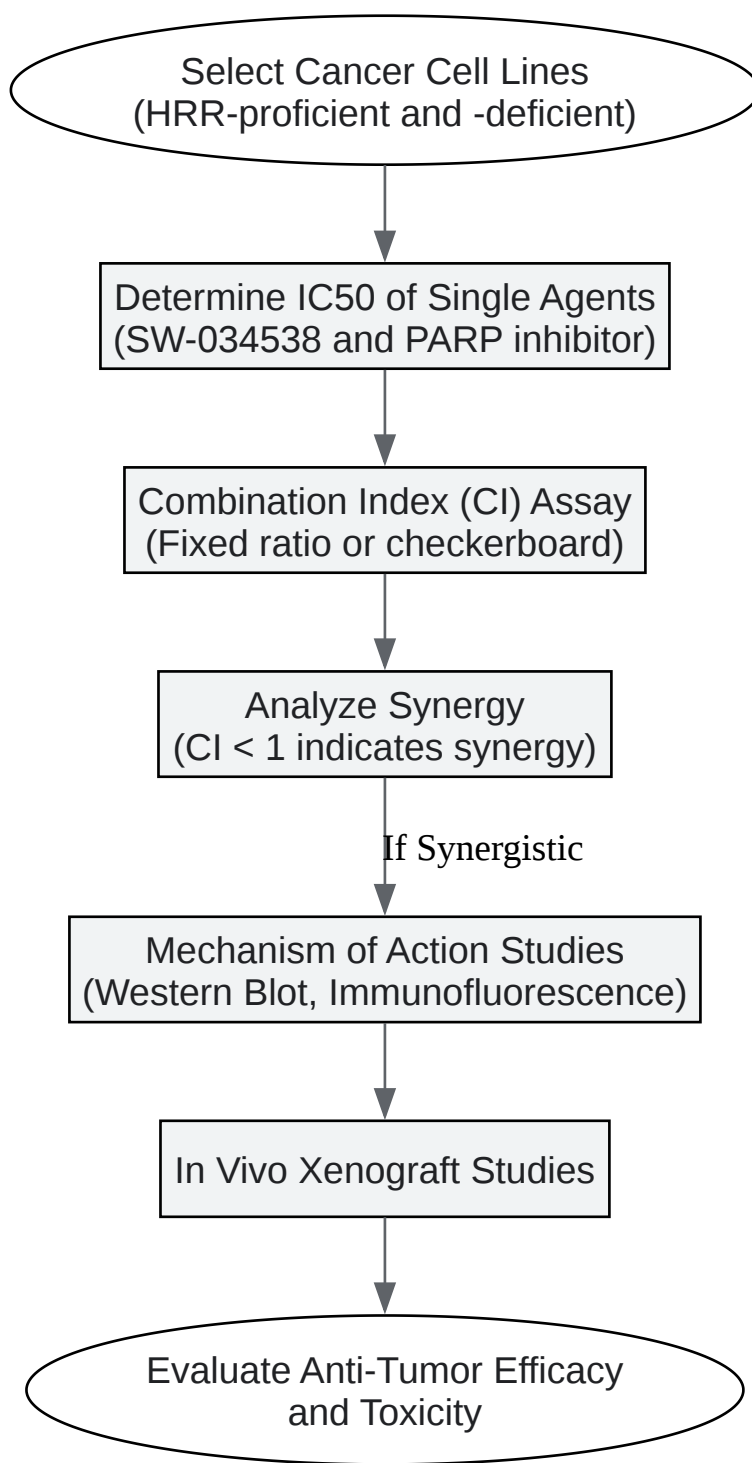 Select Cancer Cell Lines
(HRR-proficient and -deficient)
Determine IC50 of Single Agents
(SW-034538 and PARP inhibitor)
Combination Index (CI) Assay
(Fixed ratio or checkerboard)
Analyze Synergy
(CI < 1 indicates synergy)
If Synergistic
Mechanism of Action Studies
(Western Blot, Immunofluorescence)
In Vivo Xenograft Studies
Evaluate Anti-Tumor Efficacy
and Toxicity